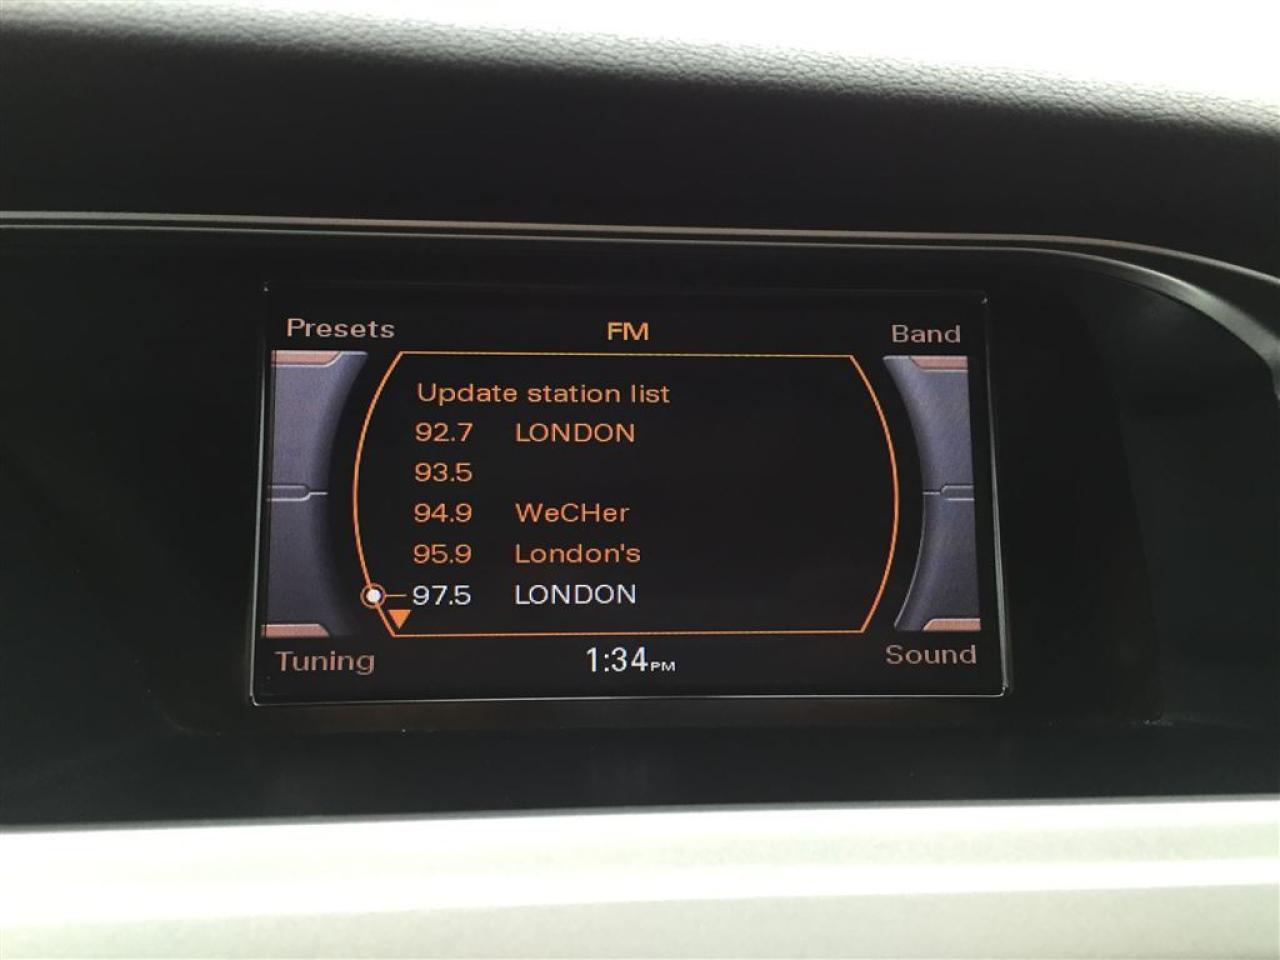 Presets FM Band
Update station list
92.7 LONDON
93.5
94.9 WeCHer
95.9 London's
97.5 LONDON
Tuning 1:34PM Sound